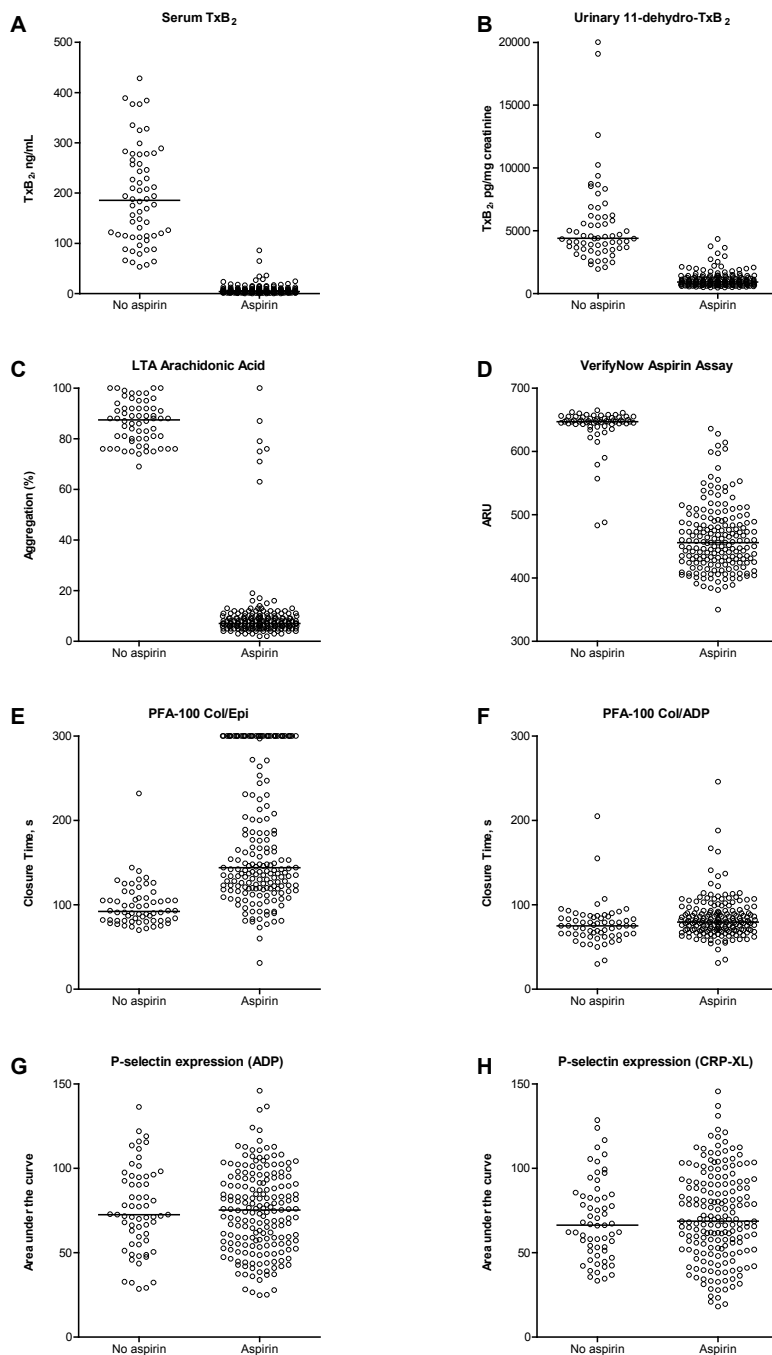 A
Serum TxB₂
TxB₂, ng/mL
500
400
300
200
100
0
No aspirin
Aspirin
B
Urinary 11-dehydro-TxB₂
TxB₂, pg/mg creatinine
20000
15000
10000
5000
0
No aspirin
Aspirin
C
LTA Arachidonic Acid
Aggregation (%)
100
80
60
40
20
0
No aspirin
Aspirin
D
VerifyNow Aspirin Assay
ARU
700
600
500
400
300
No aspirin
Aspirin
E
PFA-100 Col/Epi
Closure Time, s
300
200
100
0
No aspirin
Aspirin
F
PFA-100 Col/ADP
Closure Time, s
300
200
100
0
No aspirin
Aspirin
G
P-selectin expression (ADP)
Area under the curve
150
100
50
0
No aspirin
Aspirin
H
P-selectin expression (CRP-XL)
Area under the curve
150
100
50
0
No aspirin
Aspirin